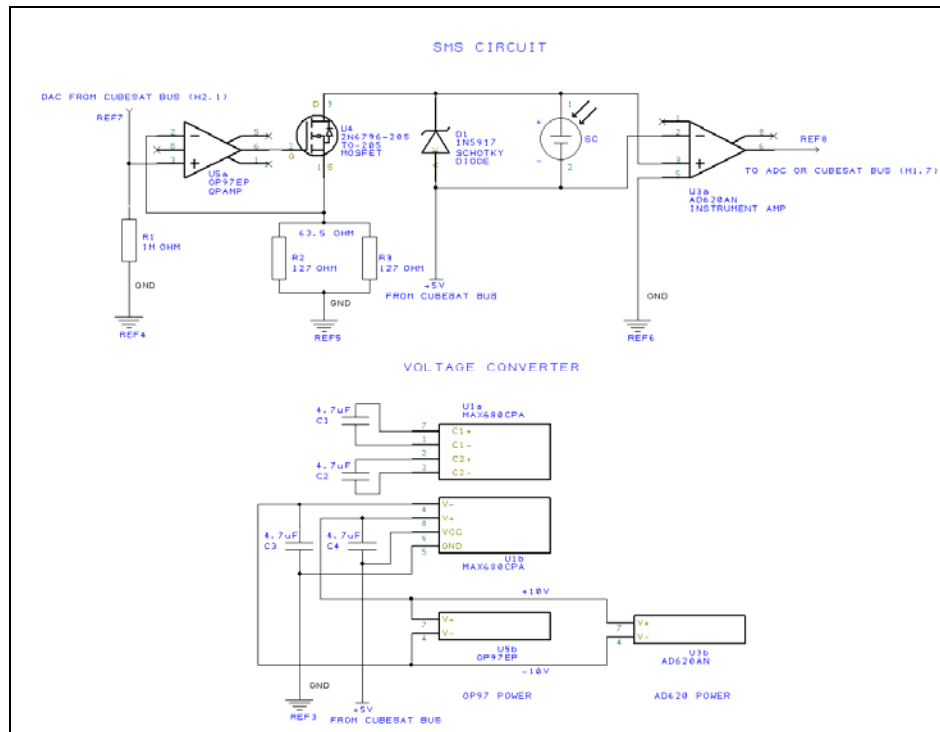 SMS CIRCUIT
DAC FROM CUBESAT BUS (H2.1)
REF7
2
8
3
5
6
1
U5a
OP97EP
OPAMP
D 3
2
G
1 S
U4
2N6796-205
TO-205
MOSFET
D1
1N5917
SCHOTKY
DIODE
1
+
-
2
SC
1
2
3
5
8
6
REF8
TO ADC OR CUBESAT BUS (H1.7)
U3a
AD620AN
INSTRUMENT AMP
R1
1M OHM
GND
REF4
63.5 OHM
R2
127 OHM
R3
127 OHM
GND
REF5
+5V
FROM CUBESAT BUS
GND
REF6
VOLTAGE CONVERTER
U1a
MAX680CPA
4.7uF
C1
7 C1+
1 C1-
2 C2+
3 C2-
4.7uF
C2
V-
4
V+
8
VCC
6
GND
5
4.7uF
C3
4.7uF
C4
U1b
MAX680CPA
+10V
V+
7
V-
4
U5b
OP97EP
V+
7
V-
4
U3b
AD620AN
-10V
GND
REF3
+5V
FROM CUBESAT BUS
OP97 POWER
AD620 POWER